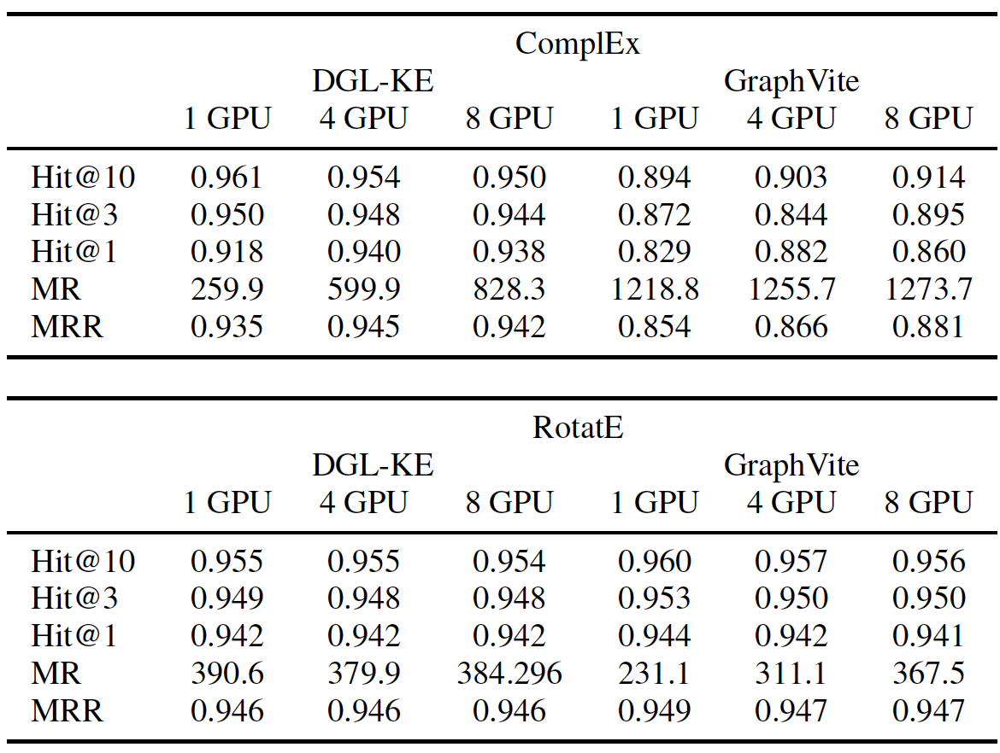 ComplEx
DGL-KE GraphVite
1 GPU 4 GPU 8 GPU 1 GPU 4 GPU 8 GPU
Hit@10 0.961 0.954 0.950 0.894 0.903 0.914
Hit@3 0.950 0.948 0.944 0.872 0.844 0.895
Hit@1 0.918 0.940 0.938 0.829 0.882 0.860
MR 259.9 599.9 828.3 1218.8 1255.7 1273.7
MRR 0.935 0.945 0.942 0.854 0.866 0.881
RotatE
DGL-KE GraphVite
1 GPU 4 GPU 8 GPU 1 GPU 4 GPU 8 GPU
Hit@10 0.955 0.955 0.954 0.960 0.957 0.956
Hit@3 0.949 0.948 0.948 0.953 0.950 0.950
Hit@1 0.942 0.942 0.942 0.944 0.942 0.941
MR 390.6 379.9 384.296 231.1 311.1 367.5
MRR 0.946 0.946 0.946 0.949 0.947 0.947